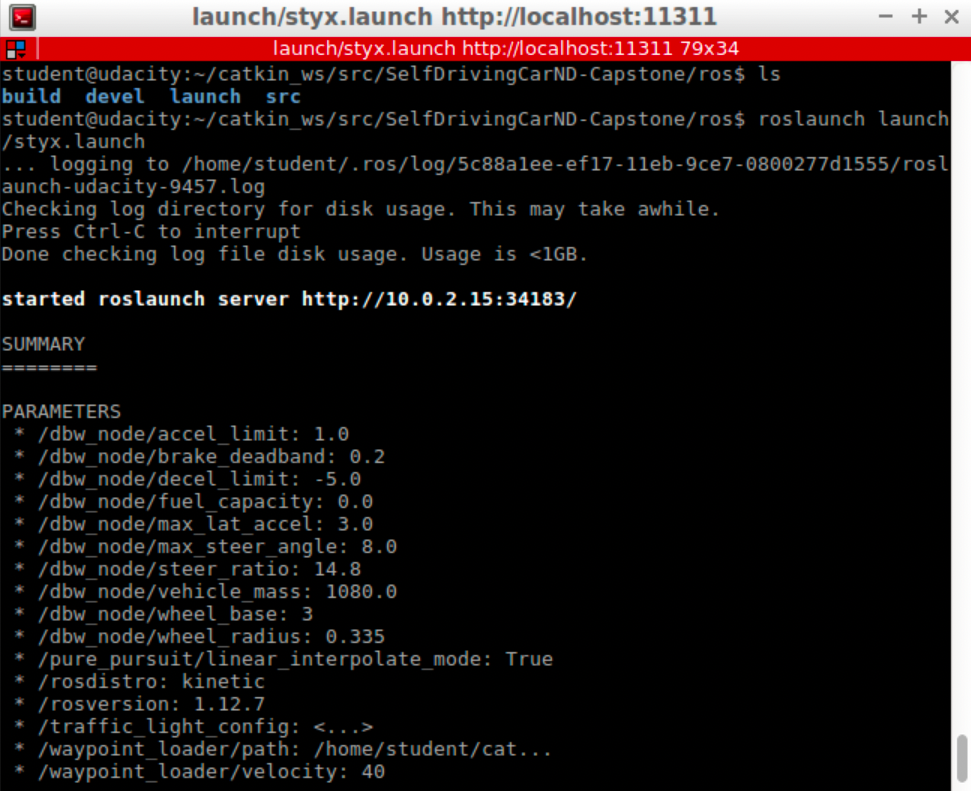 launch/styx.launch http://localhost:11311
launch/styx.launch http://localhost:11311 79x34
student@udacity:~/catkin_ws/src/SelfDrivingCarND-Capstone/ros$ ls
build  devel  launch  src
student@udacity:~/catkin_ws/src/SelfDrivingCarND-Capstone/ros$ roslaunch launch
/styx.launch
... logging to /home/student/.ros/log/5c88a1ee-ef17-11eb-9ce7-0800277d1555/rosl
aunch-udacity-9457.log
Checking log directory for disk usage. This may take awhile.
Press Ctrl-C to interrupt
Done checking log file disk usage. Usage is <1GB.

started roslaunch server http://10.0.2.15:34183/

SUMMARY
========

PARAMETERS
 * /dbw_node/accel_limit: 1.0
 * /dbw_node/brake_deadband: 0.2
 * /dbw_node/decel_limit: -5.0
 * /dbw_node/fuel_capacity: 0.0
 * /dbw_node/max_lat_accel: 3.0
 * /dbw_node/max_steer_angle: 8.0
 * /dbw_node/steer_ratio: 14.8
 * /dbw_node/vehicle_mass: 1080.0
 * /dbw_node/wheel_base: 3
 * /dbw_node/wheel_radius: 0.335
 * /pure_pursuit/linear_interpolate_mode: True
 * /rosdistro: kinetic
 * /rosversion: 1.12.7
 * /traffic_light_config: <...>
 * /waypoint_loader/path: /home/student/cat...
 * /waypoint_loader/velocity: 40